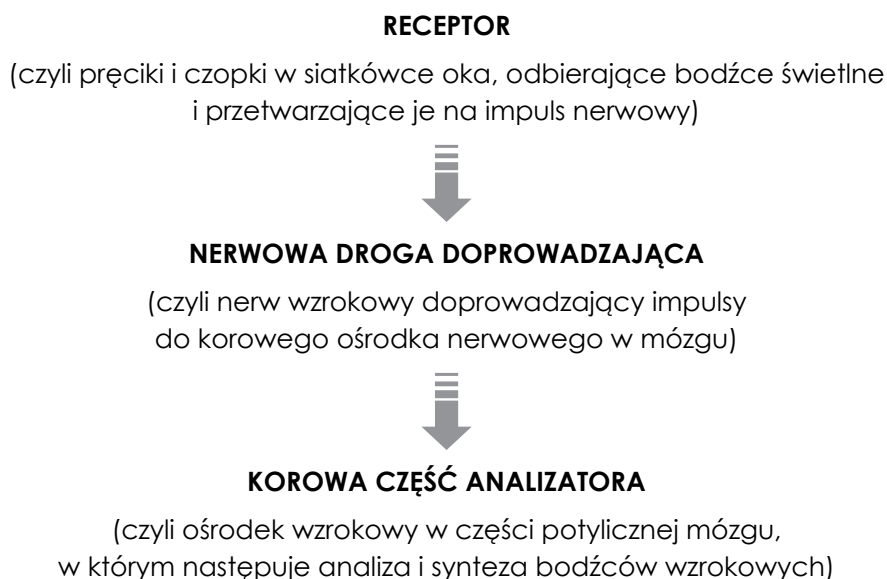 RECEPTOR
(czyli pręciki i czopki w siatkówce oka, odbierające bodźce świetlne
i przetwarzające je na impuls nerwowy)
NERWOWA DROGA DOPROWADZAJĄCA
(czyli nerw wzrokowy doprowadzający impulsy
do korowego ośrodka nerwowego w mózgu)
KOROWA CZĘŚĆ ANALIZATORA
(czyli ośrodek wzrokowy w części potylicznej mózgu,
w którym następuje analiza i synteza bodźców wzrokowych)